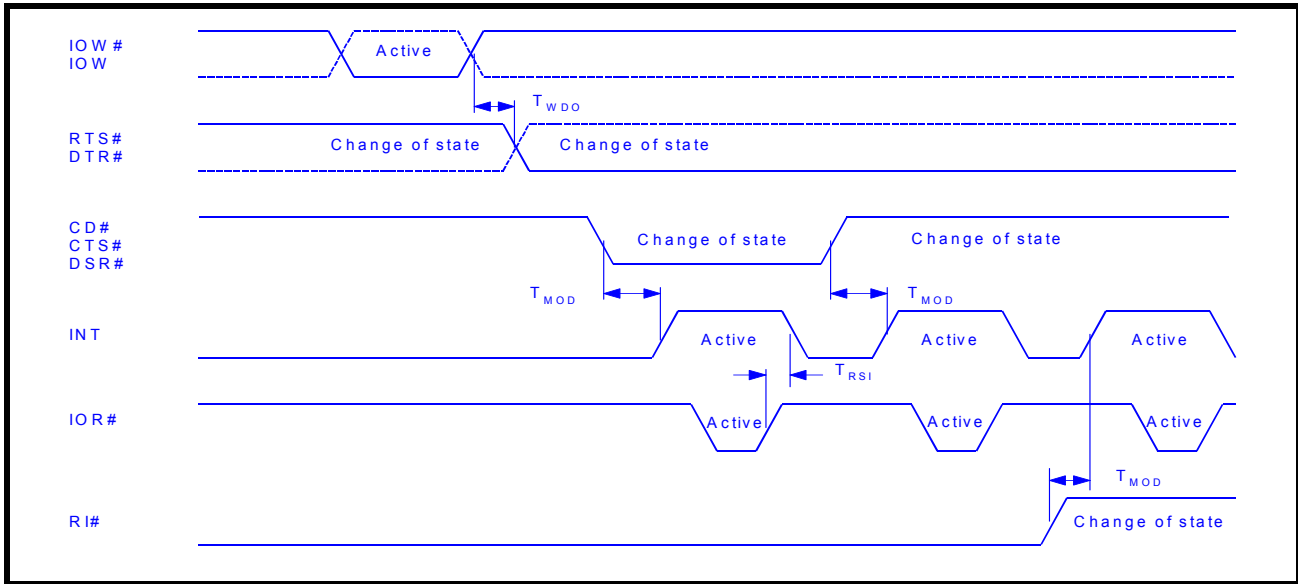 IOW#
IOW
Active
TWDO
RTS#
DTR#
Change of state
Change of state
CD#
CTS#
DSR#
Change of state
Change of state
TMOD
TMOD
INT
Active
Active
Active
TRSI
IOR#
Active
Active
Active
TMOD
RI#
Change of state